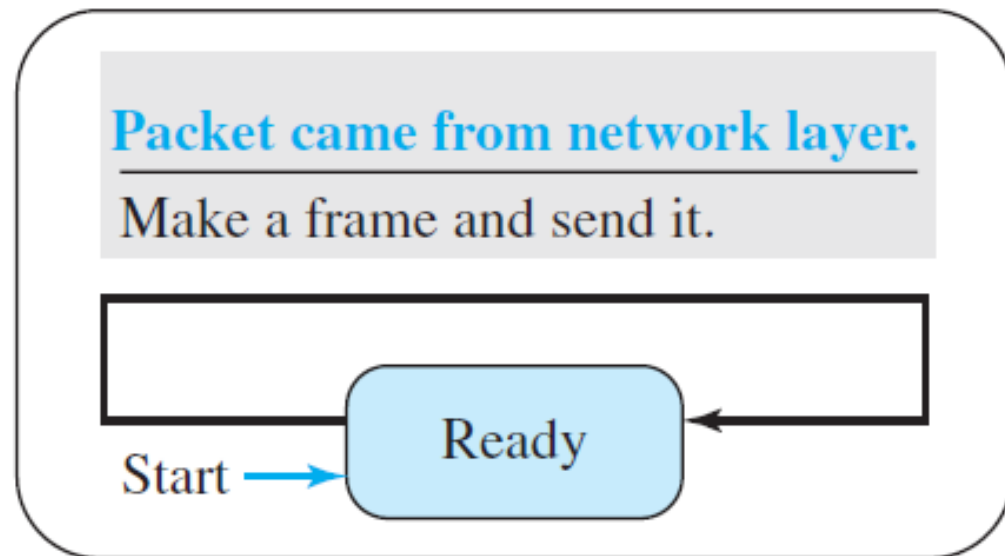 Packet came from network layer.
Make a frame and send it.
Ready
Start